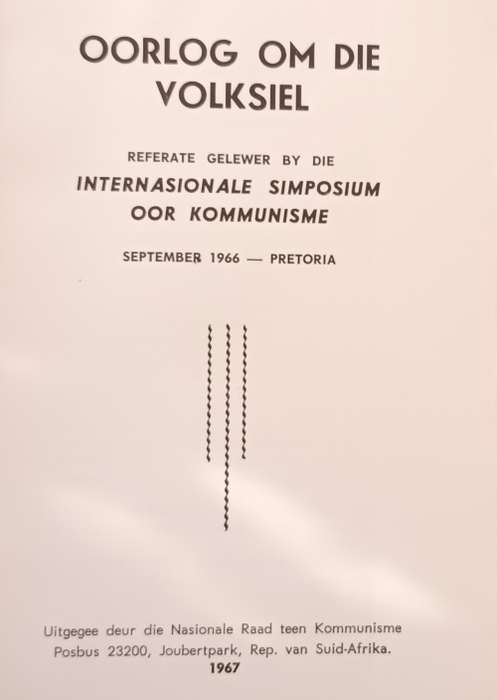 OORLOG OM DIE
VOLKSIEL
REFERATE GELEWER BY DIE
INTERNASIONALE SIMPOSIUM
OOR KOMMUNISME
SEPTEMBER 1966 — PRETORIA
Uitgegee deur die Nasionale Raad teen Kommunisme
Posbus 23200, Joubertpark, Rep. van Suid-Afrika.
1967